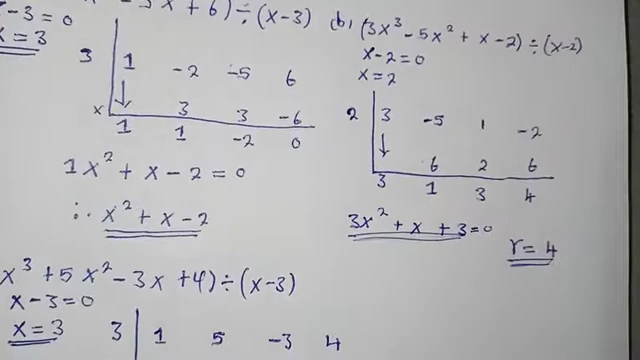 x + 6) ÷ (x-3)
-3 = 0
x = 3
3 1 -2 -5 6
x 3 3 -6
1 1 -2 0
1x² + x - 2 = 0
∴ x² + x - 2
(b) (3x³ - 5x² + x - 2) ÷ (x-2)
x-2=0
x=2
2 3 -5 1 -2
6 2 6
3 1 3 4
3x² + x + 3 = 0
r = 4
x³ + 5x² - 3x + 4) ÷ (x-3)
x-3=0
x = 3
3 1 5 -3 4